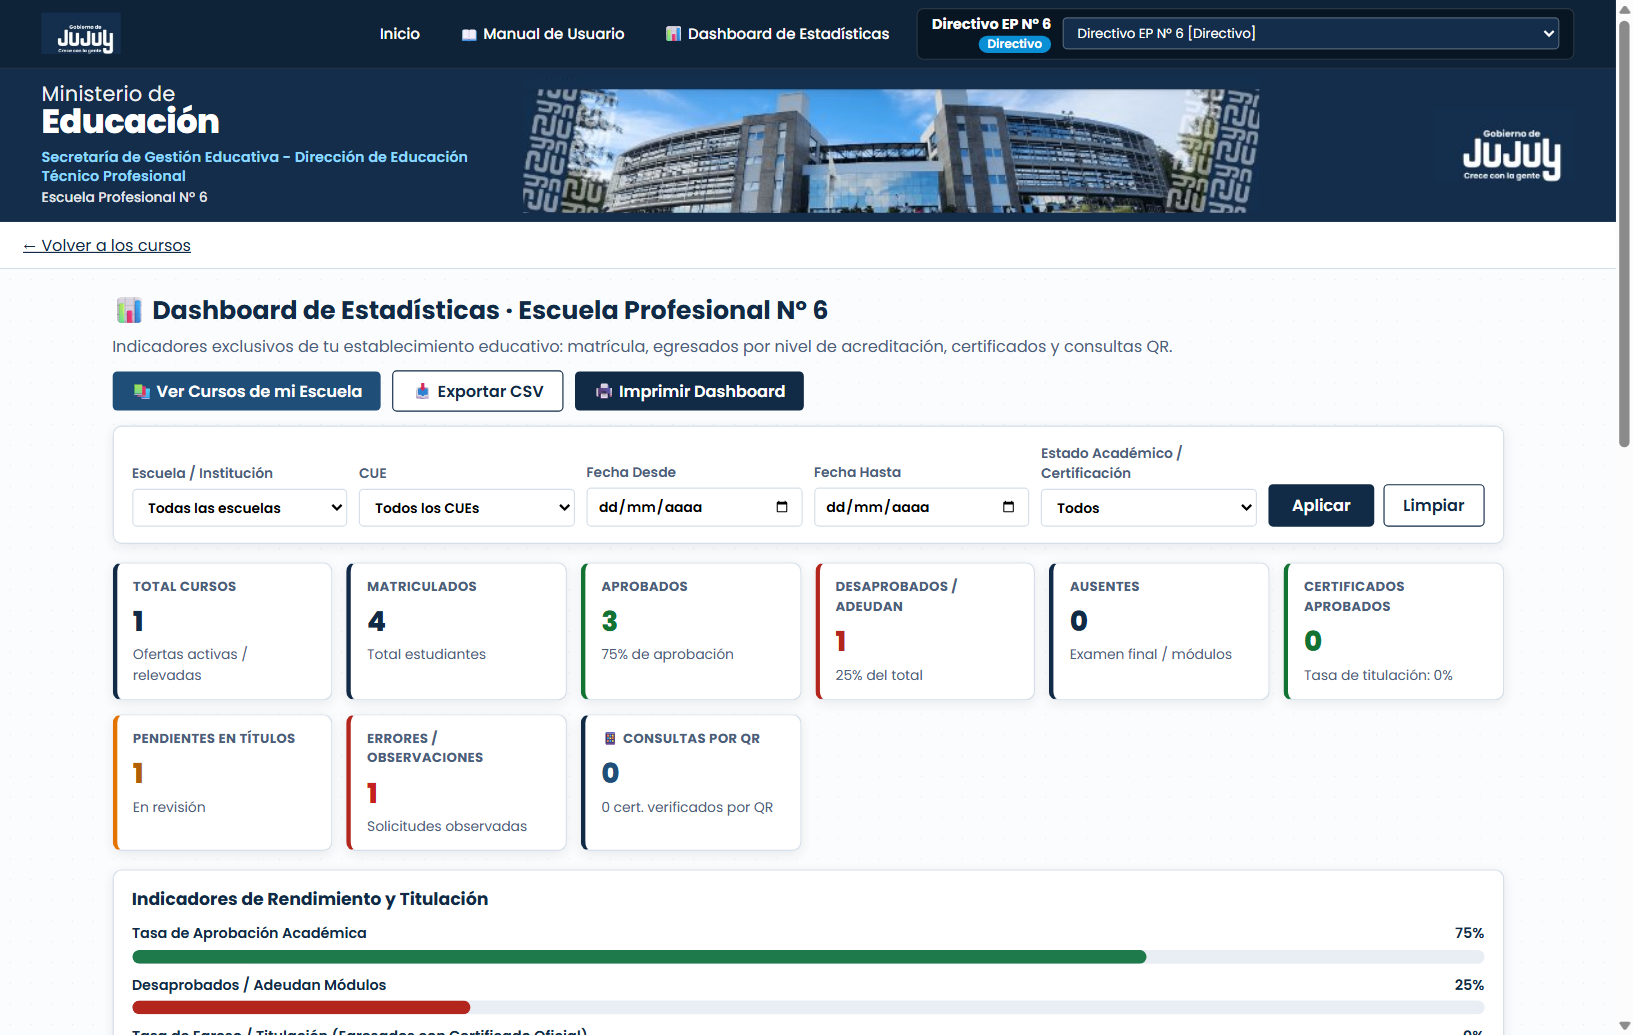 Gobierno de
JUJUY
Crece con la gente
Inicio
Manual de Usuario
Dashboard de Estadísticas
Directivo EP Nº 6
Directivo
Directivo EP Nº 6 [Directivo]
Ministerio de
Educación
Secretaría de Gestión Educativa - Dirección de Educación
Técnico Profesional
Escuela Profesional Nº 6
Gobierno de
JUJUY
Crece con la gente
← Volver a los cursos
Dashboard de Estadísticas · Escuela Profesional Nº 6
Indicadores exclusivos de tu establecimiento educativo: matrícula, egresados por nivel de acreditación, certificados y consultas QR.
Ver Cursos de mi Escuela
Exportar CSV
Imprimir Dashboard
Escuela / Institución
Todas las escuelas
CUE
Todos los CUEs
Fecha Desde
dd/mm/aaaa
Fecha Hasta
dd/mm/aaaa
Estado Académico /
Certificación
Todos
Aplicar
Limpiar
TOTAL CURSOS
1
Ofertas activas /
relevadas
MATRICULADOS
4
Total estudiantes
APROBADOS
3
75% de aprobación
DESAPROBADOS /
ADEUDAN
1
25% del total
AUSENTES
0
Examen final / módulos
CERTIFICADOS
APROBADOS
0
Tasa de titulación: 0%
PENDIENTES EN TÍTULOS
1
En revisión
ERRORES /
OBSERVACIONES
1
Solicitudes observadas
CONSULTAS POR QR
0
0 cert. verificados por QR
Indicadores de Rendimiento y Titulación
Tasa de Aprobación Académica
75%
Desaprobados / Adeudan Módulos
25%
Tasa de Egreso / Titulación (Egresados con Certificado Oficial)
0%